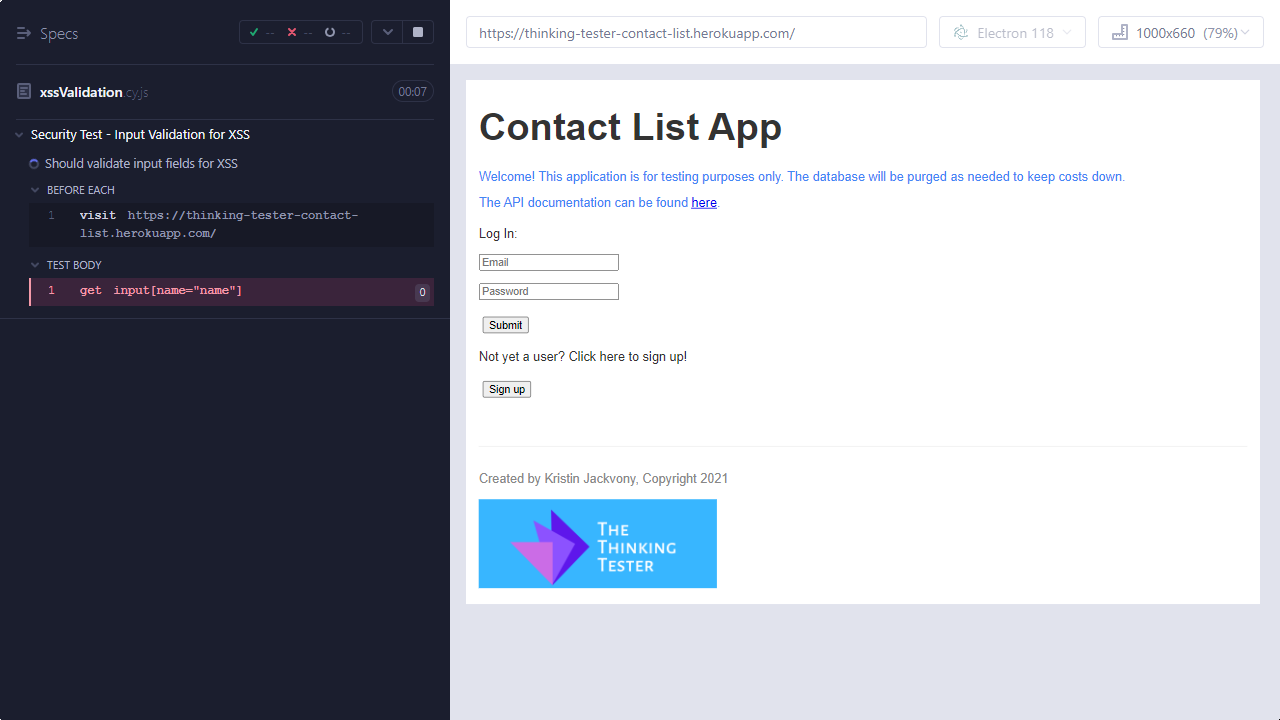 Specs
-- -- --
xssValidation.cy.js
00:07
Security Test - Input Validation for XSS
Should validate input fields for XSS
BEFORE EACH
1 visit https://thinking-tester-contact-
list.herokuapp.com/
TEST BODY
1 get input[name="name"] 0
https://thinking-tester-contact-list.herokuapp.com/
Electron 118
1000x660 (79%)
Contact List App
Welcome! This application is for testing purposes only. The database will be purged as needed to keep costs down.
The API documentation can be found here.
Log In:
Email
Password
Submit
Not yet a user? Click here to sign up!
Sign up
Created by Kristin Jackvony, Copyright 2021
THE
THINKING
TESTER